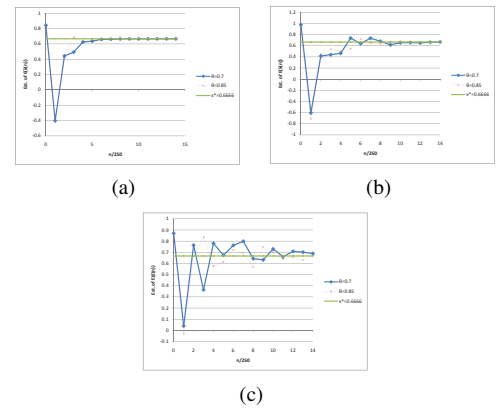 1
0.8
0.6
0.4
0.2
0
-0.2
-0.4
-0.6
0 5 10 15
n/250
Est. of E(X(n))
θ=0.7
θ=0.85
x*=0.6666
(a)
1.2
1
0.8
0.6
0.4
0.2
0
-0.2
-0.4
-0.6
-0.8
-1
0 2 4 6 8 10 12 14
n/250
Est. of E(X(n))
θ=0.7
θ=0.85
x*=0.6666
(b)
1
0.9
0.8
0.7
0.6
0.5
0.4
0.3
0.2
0.1
0
-0.1
0 2 4 6 8 10 12 14
n/250
Est. of E(X(n))
θ=0.7
θ=0.85
x*=0.6666
(c)